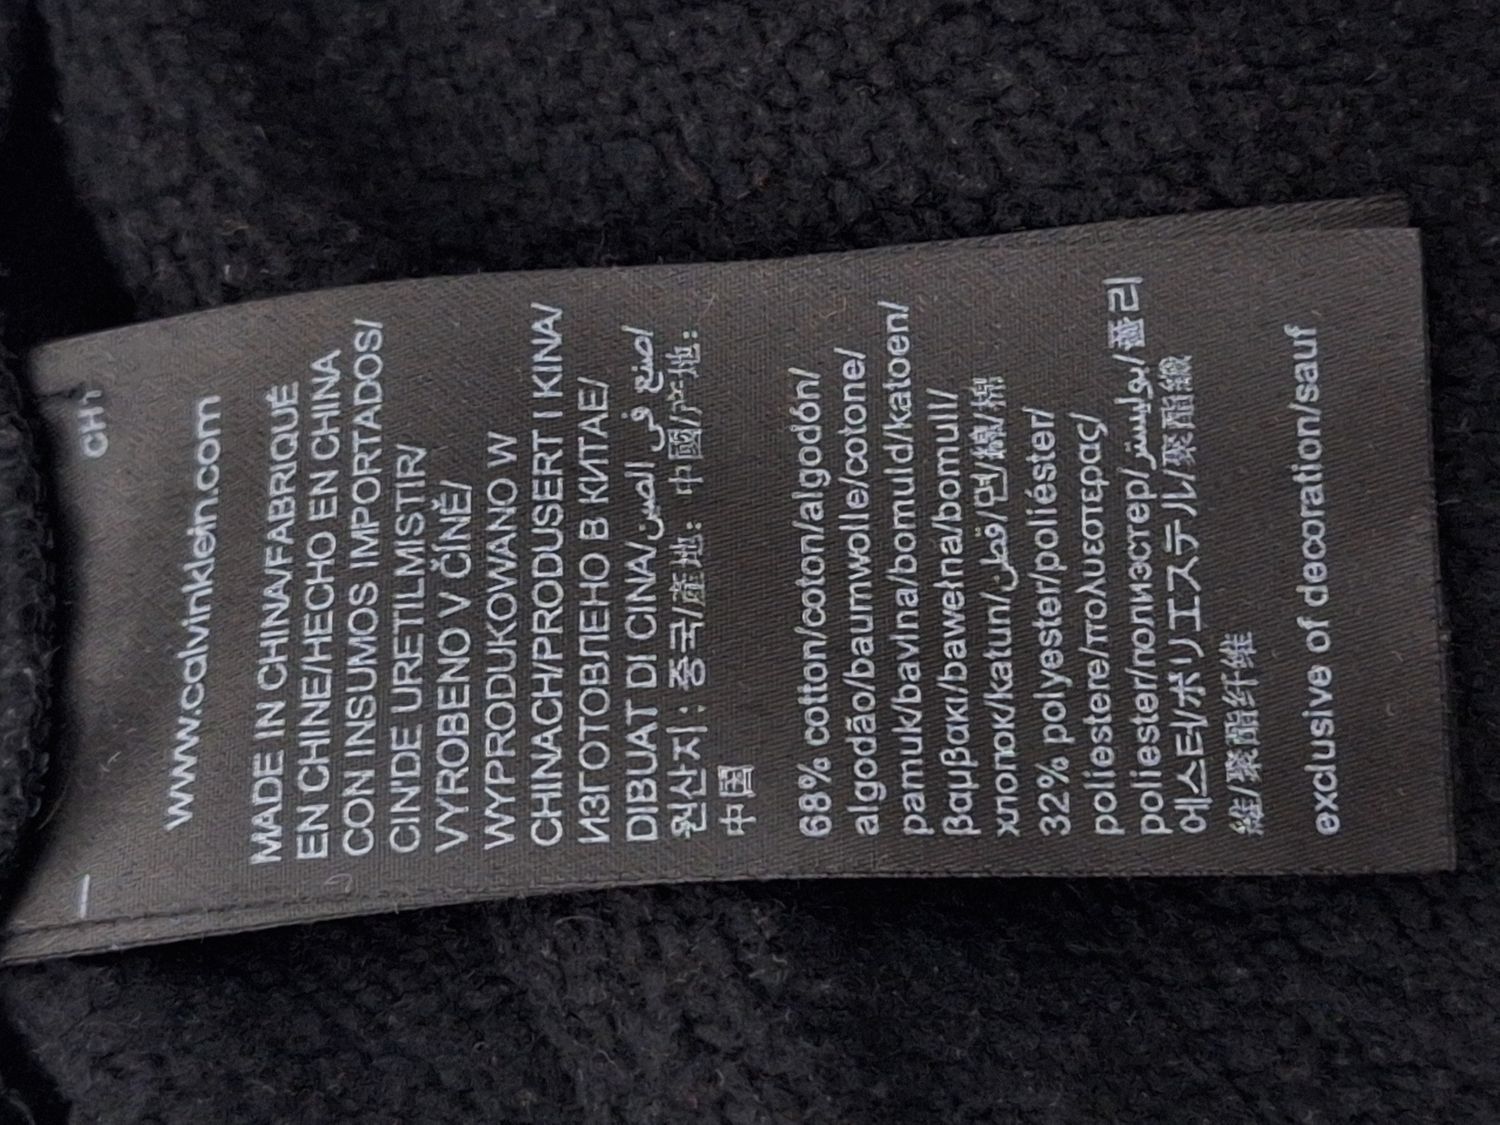 CH1
www.calvinklein.com
MADE IN CHINA/FABRIQUÉ
EN CHINE/HECHO EN CHINA
CON INSUMOS IMPORTADOS/
CIN'DE URETILMISTIR/
VYROBENO V ČÍNĚ/
WYPRODUKOWANO W
CHINACH/PRODUSERT I KINA/
ИЗГОТОВЛЕНО В КИТАЕ/
DIBUAT DI CINA/صنع في الصين/
원산지: 중국/產地: 中國/产地:
中国
68% cotton/coton/algodón/
algodão/baumwolle/cotone/
pamuk/bavlna/bomuld/katoen/
βαμβακι/bawełna/bomull/
хлопок/katun/قطن/면/綿/棉
32% polyester/poliéster/
poliestere/πολυεστερας/
poliester/полиэстер/بوليستر/폴리
에스터/ポリエステル/聚酯纖
維/聚酯纤维
exclusive of decoration/sauf